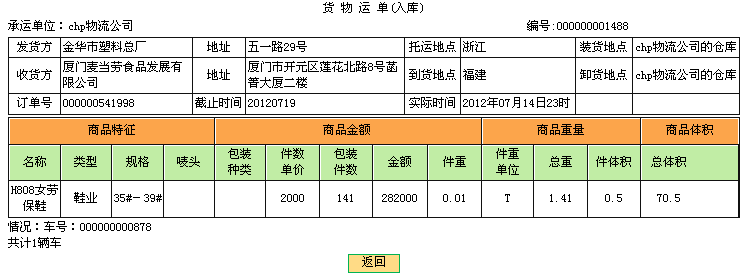 货 物 运 单(入库)
承运单位: chp物流公司 编号:000000001488
发货方 金华市塑料总厂 地址 五一路29号 托运地点 浙江 装货地点 chp物流公司的仓库
收货方 厦门麦当劳食品发展有限公司 地址 厦门市开元区莲花北路8号菡菁大厦二楼 到货地点 福建 卸货地点 chp物流公司的仓库
订单号 000000541998 截止时间 20120719 实际时间 2012年07月14日23时
商品特征 商品金额 商品重量 商品体积
名称 类型 规格 唛头 包装种类 件数单价 包装件数 金额 件重 件重单位 总重 件体积 总体积
H808女劳保鞋 鞋业 35#-39# 2000 141 282000 0.01 T 1.41 0.5 70.5
情况:车号:000000000878
共计1辆车
返回